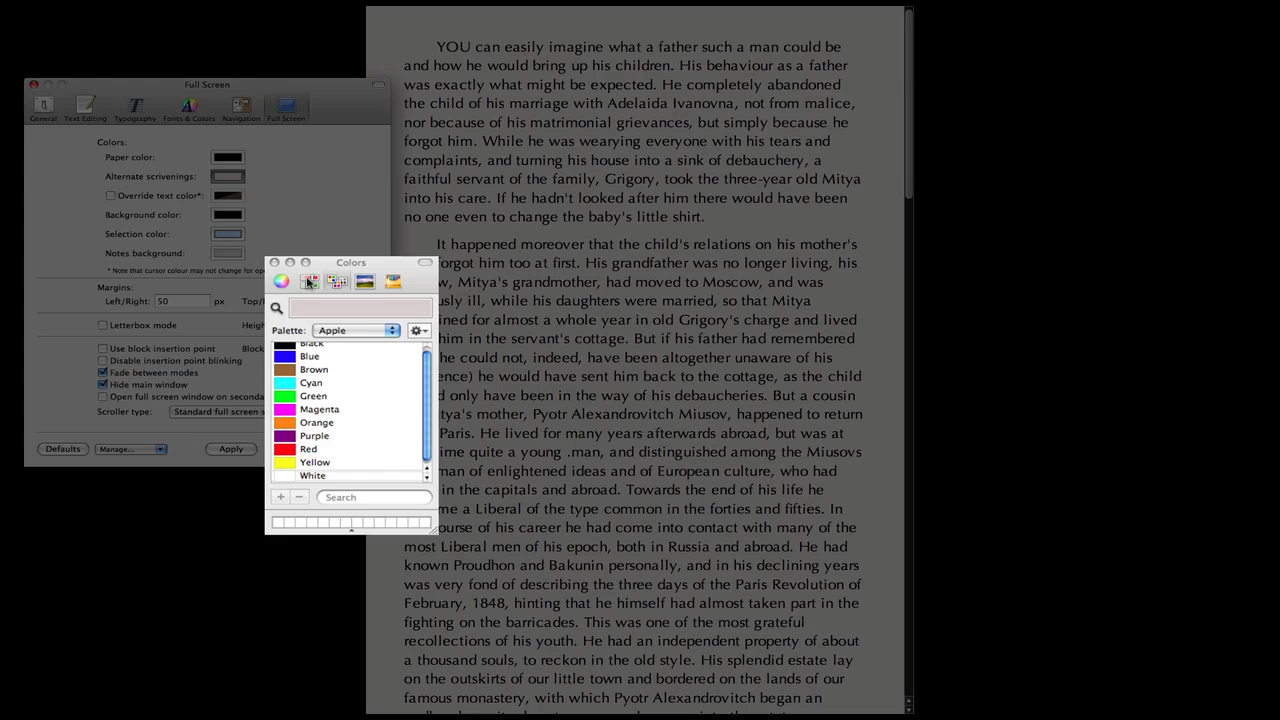 Full Screen
General Text Editing Typography Fonts & Colors Navigation Full Screen
Colors:
Paper color:
Alternate scrivenings:
Override text color*:
Background color:
Selection color:
Notes background:
* Note that cursor colour may not change for
Margins:
Left/Right: 50 px
Letterbox mode
Use block insertion point
Disable insertion point blinking
Fade between modes
Hide main window
Open full screen window on
Scroller type: Standard full screen
Defaults Manage... Apply
Colors
Palette: Apple
Black
Blue
Brown
Cyan
Green
Magenta
Orange
Purple
Red
Yellow
White
Search
YOU can easily imagine what a father such a man could be
and how he would bring up his children. His behaviour as a father
was exactly what might be expected. He completely abandoned
the child of his marriage with Adelaida Ivanovna, not from malice,
nor because of his matrimonial grievances, but simply because he
forgot him. While he was wearying everyone with his tears and
complaints, and turning his house into a sink of debauchery, a
faithful servant of the family, Grigory, took the three-year old Mitya
into his care. If he hadn't looked after him there would have been
no one even to change the baby's little shirt.
It happened moreover that the child's relations on his mother's
forgot him too at first. His grandfather was no longer living, his
Mitya's grandmother, had moved to Moscow, and was
ill, while his daughters were married, so that Mitya
for almost a whole year in old Grigory's charge and lived
him in the servant's cottage. But if his father had remembered
he could not, indeed, have been altogether unaware of his
he would have sent him back to the cottage, as the child
only have been in the way of his debaucheries. But a cousin
mother, Pyotr Alexandrovitch Miusov, happened to return
Paris. He lived for many years afterwards abroad, but was at
quite a young .man, and distinguished among the Miusovs
man of enlightened ideas and of European culture, who had
in the capitals and abroad. Towards the end of his life he
a Liberal of the type common in the forties and fifties. In
of his career he had come into contact with many of the
most Liberal men of his epoch, both in Russia and abroad. He had
known Proudhon and Bakunin personally, and in his declining years
was very fond of describing the three days of the Paris Revolution of
February, 1848, hinting that he himself had almost taken part in the
fighting on the barricades. This was one of the most grateful
recollections of his youth. He had an independent property of about
a thousand souls, to reckon in the old style. His splendid estate lay
on the outskirts of our little town and bordered on the lands of our
famous monastery, with which Pyotr Alexandrovitch began an